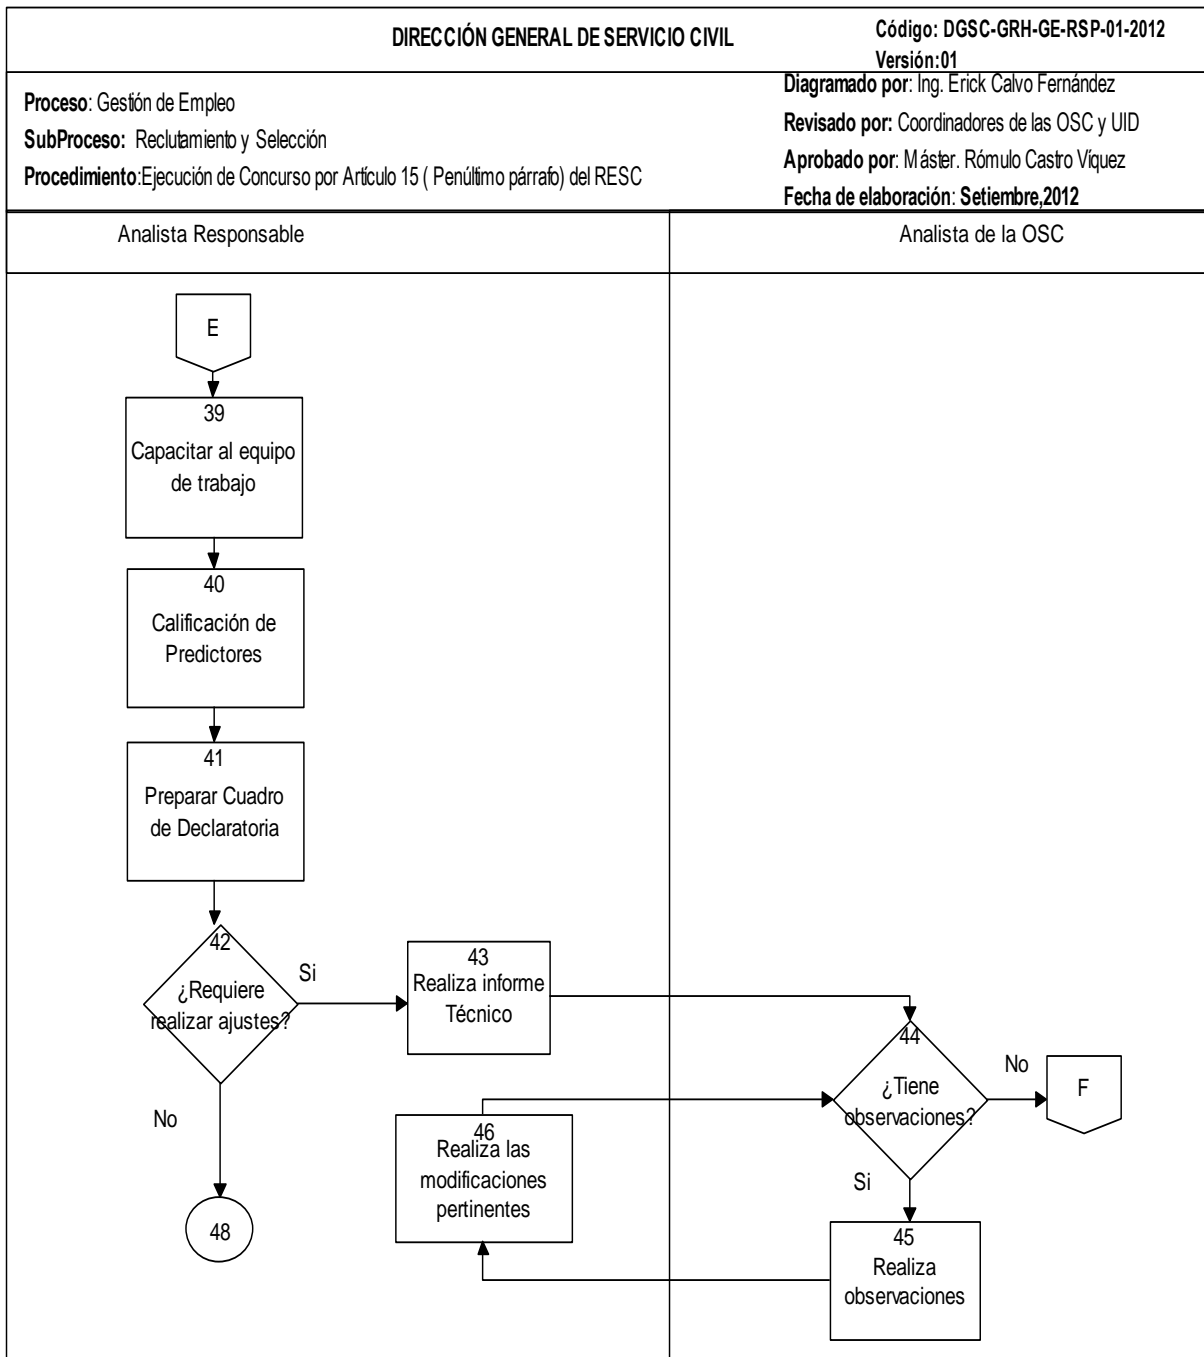 DIRECCIÓN GENERAL DE SERVICIO CIVIL
Código: DGSC-GRH-GE-RSP-01-2012
Versión:01
Proceso: Gestión de Empleo
SubProceso: Reclutamiento y Selección
Procedimiento:Ejecución de Concurso por Artículo 15 ( Penúltimo párrafo) del RESC
Diagramado por: Ing. Erick Calvo Fernández
Revisado por: Coordinadores de las OSC y UID
Aprobado por: Máster. Rómulo Castro Víquez
Fecha de elaboración: Setiembre,2012
Analista Responsable
Analista de la OSC
E
39
Capacitar al equipo
de trabajo
40
Calificación de
Predictores
41
Preparar Cuadro
de Declaratoria
42
¿Requiere
realizar ajustes?
Si
No
48
43
Realiza informe
Técnico
44
¿Tiene
observaciones?
No
F
Si
45
Realiza
observaciones
46
Realiza las
modificaciones
pertinentes